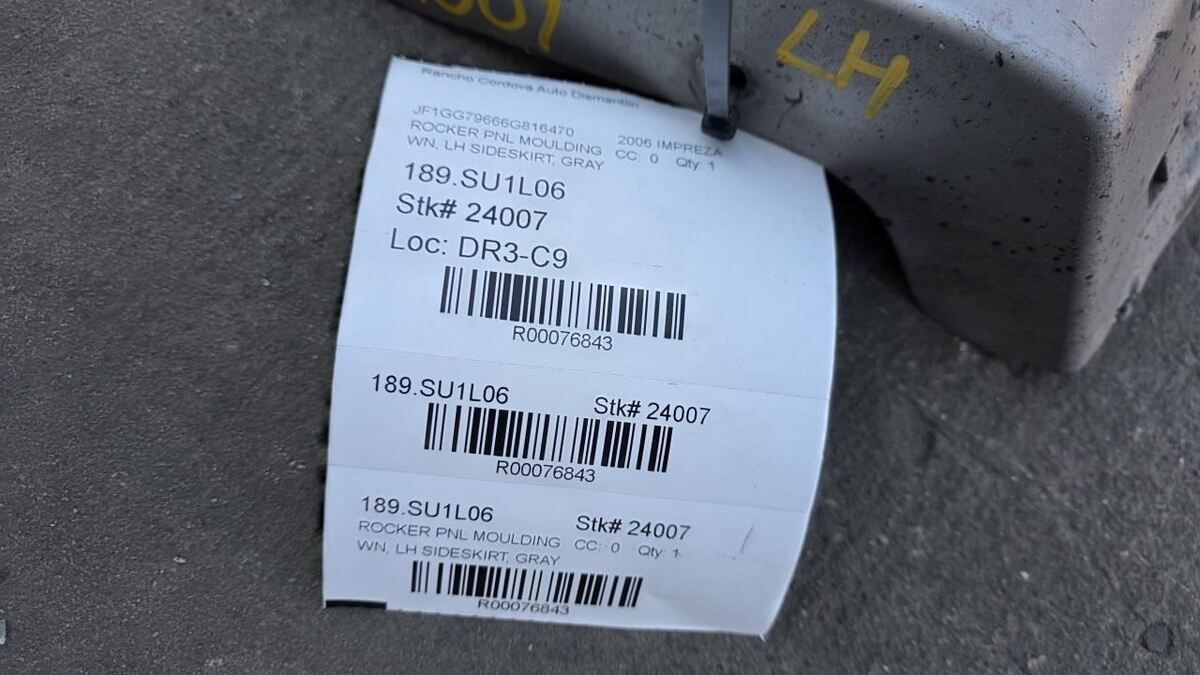 LH
Rancho Cordova Auto Dismantlin
JF1GG79666G816470 2006 IMPREZA
ROCKER PNL MOULDING CC: 0 Qty: 1
WN, LH SIDESKIRT, GRAY
189.SU1L06
Stk# 24007
Loc: DR3-C9
R00076843
189.SU1L06 Stk# 24007
R00076843
189.SU1L06 Stk# 24007
ROCKER PNL MOULDING CC: 0 Qty: 1
WN, LH SIDESKIRT, GRAY
R00076843